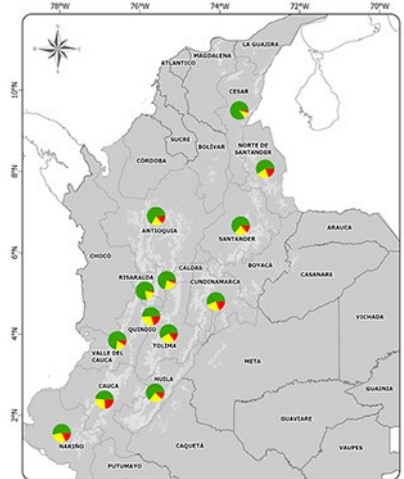 78°W 76°W 74°W 72°W 70°W
LA GUAJIRA
MAGDALENA
ATLANTICO
10°N
CESAR
SUCRE
NORTE DE
SANTANDER
BOLÍVAR
CÓRDOBA
8°N
ANTIOQUIA
SANTANDER
ARAUCA
6°N
CHOCÓ
BOYACÁ
CALDAS
CASANARE
RISARALDA
CUNDINAMARCA
VICHADA
QUINDIO
TOLIMA
4°N
VALLE DEL
CAUCA
META
HUILA
CAUCA
GUAINIA
2°N
GUAVIARE
NARIÑO
CAQUETÁ
VAUPES
PUTUMAYO